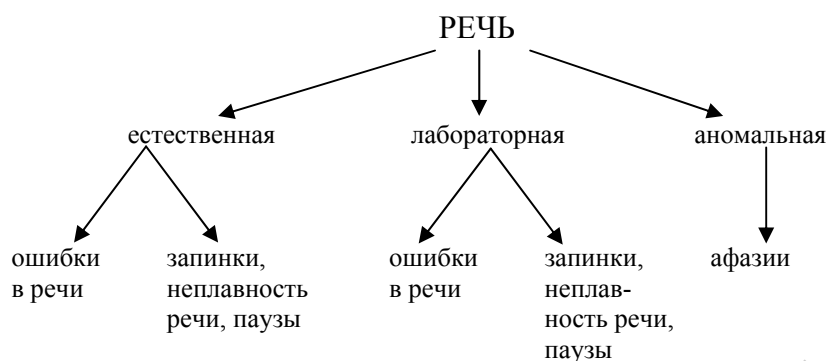 РЕЧЬ
естественная
лабораторная
аномальная
ошибки
в речи
запинки,
неплавность
речи, паузы
ошибки
в речи
запинки,
неплав-
ность речи,
паузы
афазии